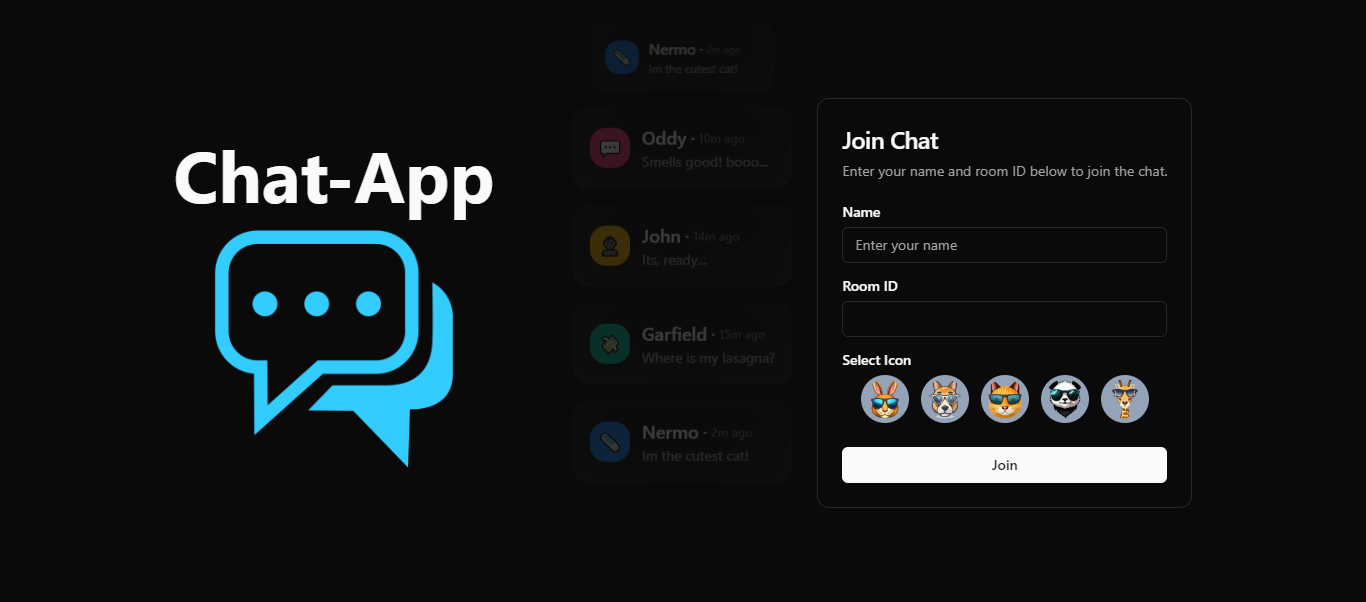 Chat-App
Nermo · 2m ago
Im the cutest cat!
Oddy · 10m ago
Smells good! booo...
John · 14m ago
Its, ready...
Garfield · 15m ago
Where is my lasagna?
Nermo · 2m ago
Im the cutest cat!
Join Chat
Enter your name and room ID below to join the chat.
Name
Enter your name
Room ID
Select Icon
Join